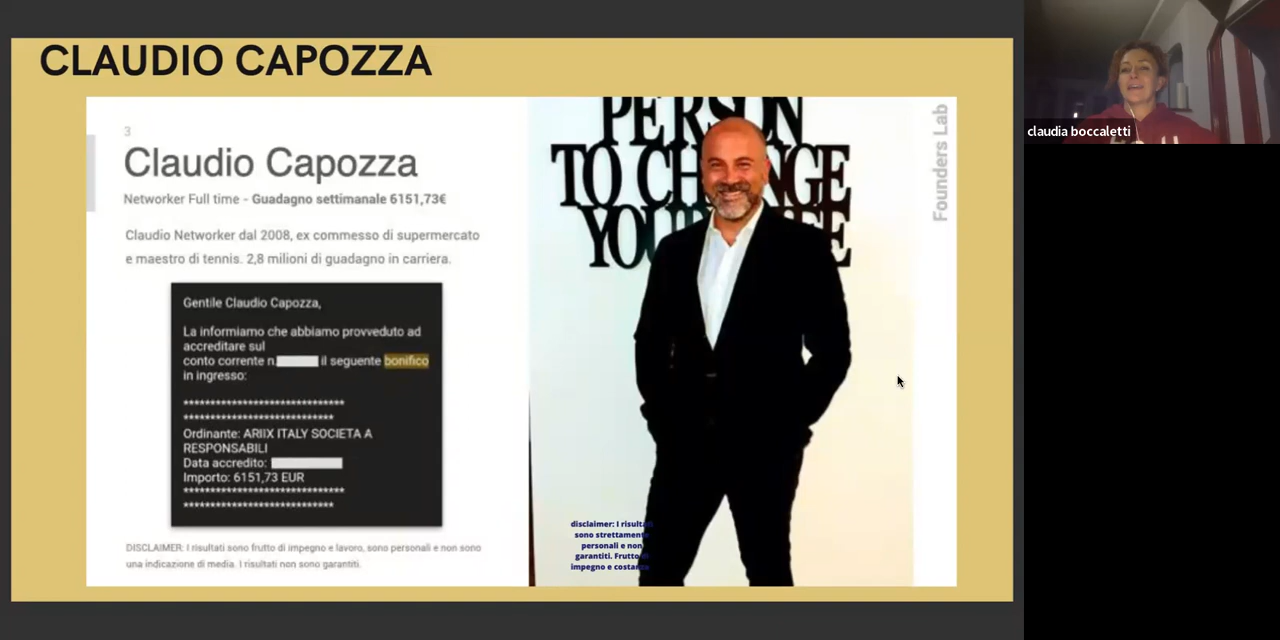 CLAUDIO CAPOZZA
3
Claudio Capozza
Networker Full time - Guadagno settimanale 6151,73€
Claudio Networker dal 2008, ex commesso di supermercato
e maestro di tennis. 2,8 milioni di guadagno in carriera.
Gentile Claudio Capozza,
La informiamo che abbiamo provveduto ad
accreditare sul
conto corrente n. il seguente bonifico
in ingresso:
******************************
****************************
Ordinante: ARIIX ITALY SOCIETA A
RESPONSABILI
Data accredito:
Importo: 6151,73 EUR
******************************
****************************
DISCLAIMER: I risultati sono frutto di impegno e lavoro, sono personali e non sono
una indicazione di media. I risultati non sono garantiti.
PERSON
TO CH NGE
YOU
disclaimer: I risultati
sono strettamente
personali e non
garantiti. Frutto
impegno e costanza
Founders Lab
claudia boccaletti